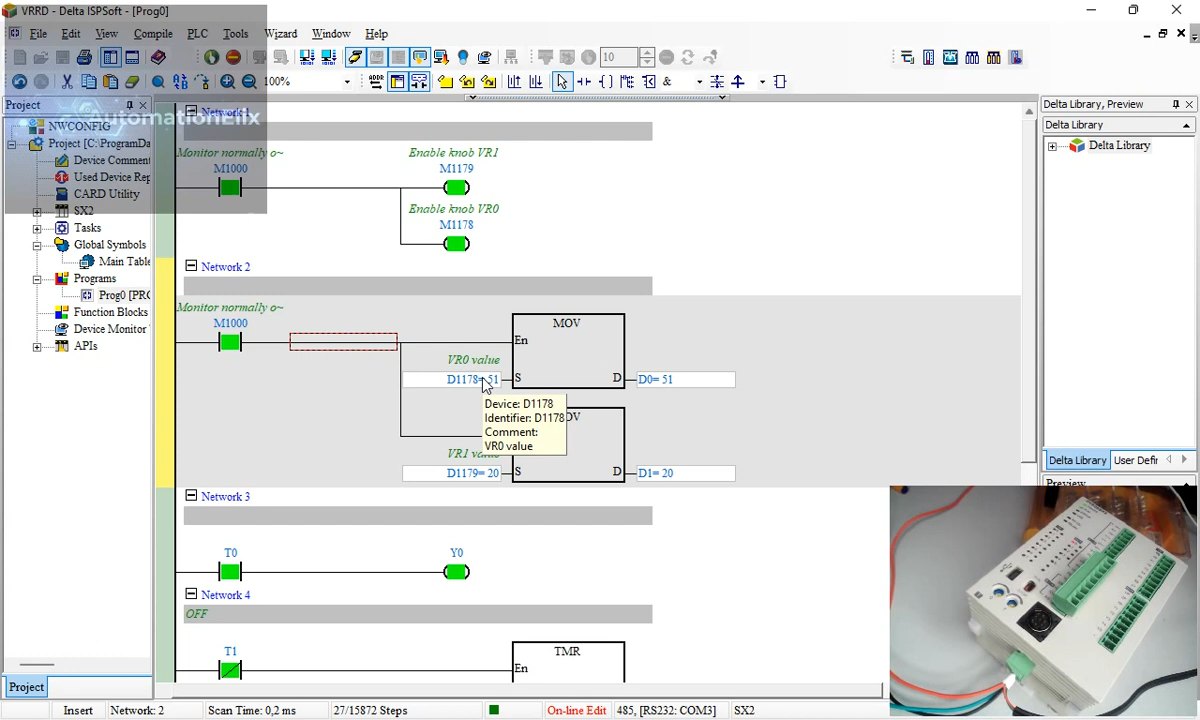 VRRD - Delta ISPSoft - [Prog0]
File Edit View Compile PLC Tools Wizard Window Help
10
100%
ADDR
&
Project
AutomationElix
NWCONFIG
Project [C:\ProgramDa
Device Comment
Used Device Rep
CARD Utility
SX2
Tasks
Global Symbols
Main Table
Programs
Prog0 [PRO
Function Blocks
Device Monitor
APIs
Project
Network 1
Monitor normally o~
M1000
Enable knob VR1
M1179
Enable knob VR0
M1178
Network 2
Monitor normally o~
M1000
MOV
En
VR0 value
D1178= 51
S
D
D0= 51
Device: D1178
Identifier: D1178
Comment:
VR0 value
OV
D1179= 20
S
D
D1= 20
Network 3
T0
Y0
Network 4
OFF
T1
TMR
En
Delta Library, Preview
Delta Library
Delta Library
Delta Library
User Defir
Preview
Insert
Network: 2
Scan Time: 0,2 ms
27/15872 Steps
On-line Edit
485, [RS232: COM3]
SX2